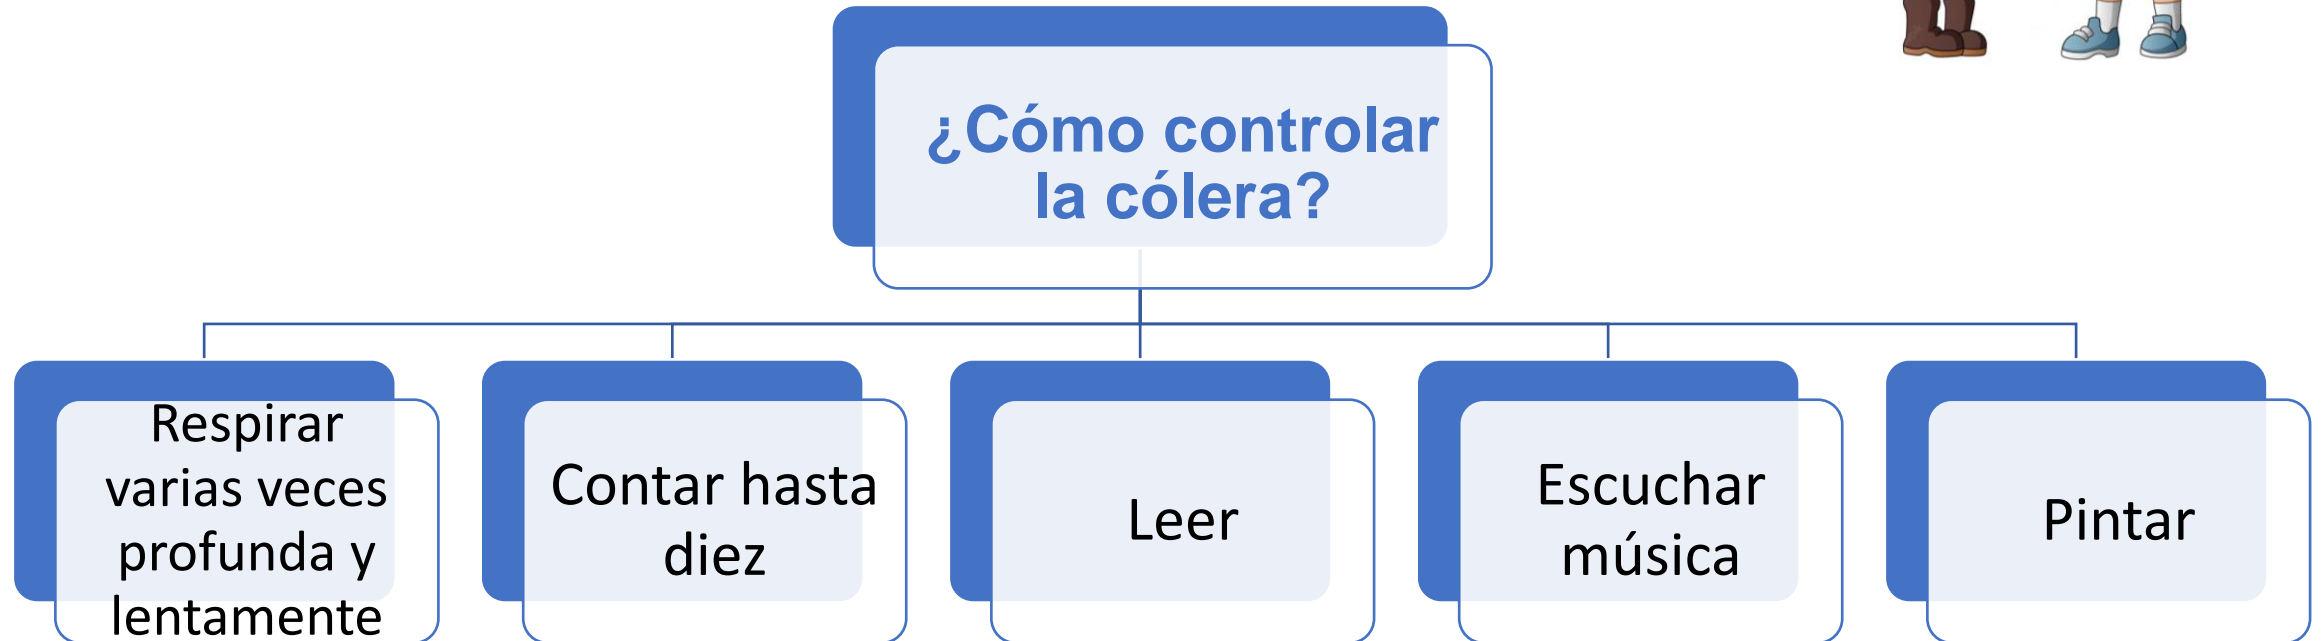 ¿Cómo controlar
la cólera?
Respirar
varias veces
profunda y
lentamente
Contar hasta
diez
Leer
Escuchar
música
Pintar